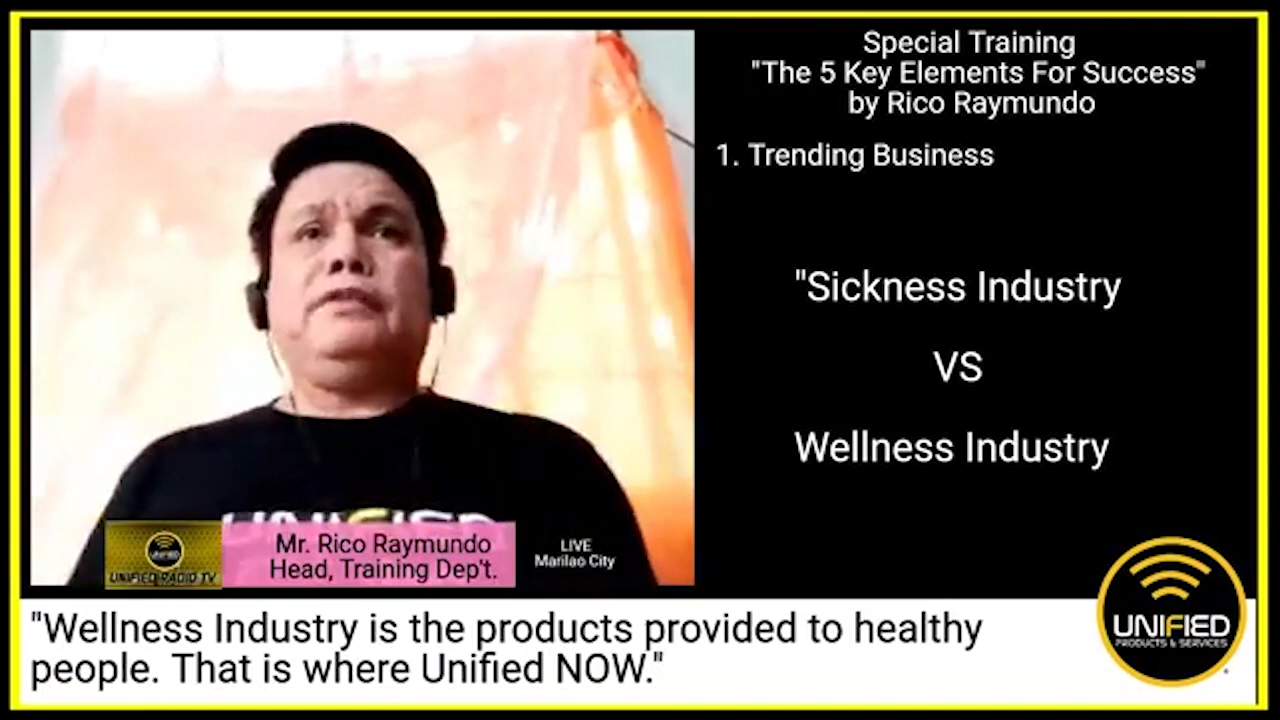 Special Training
"The 5 Key Elements For Success"
by Rico Raymundo
1. Trending Business
"Sickness Industry
VS
Wellness Industry
UNIFIED
UNIFIED
UNIFIED RADIO TV
Mr. Rico Raymundo
Head, Training Dep't.
LIVE
Marilao City
"Wellness Industry is the products provided to healthy
people. That is where Unified NOW."
UNIFIED
PRODUCTS & SERVICES